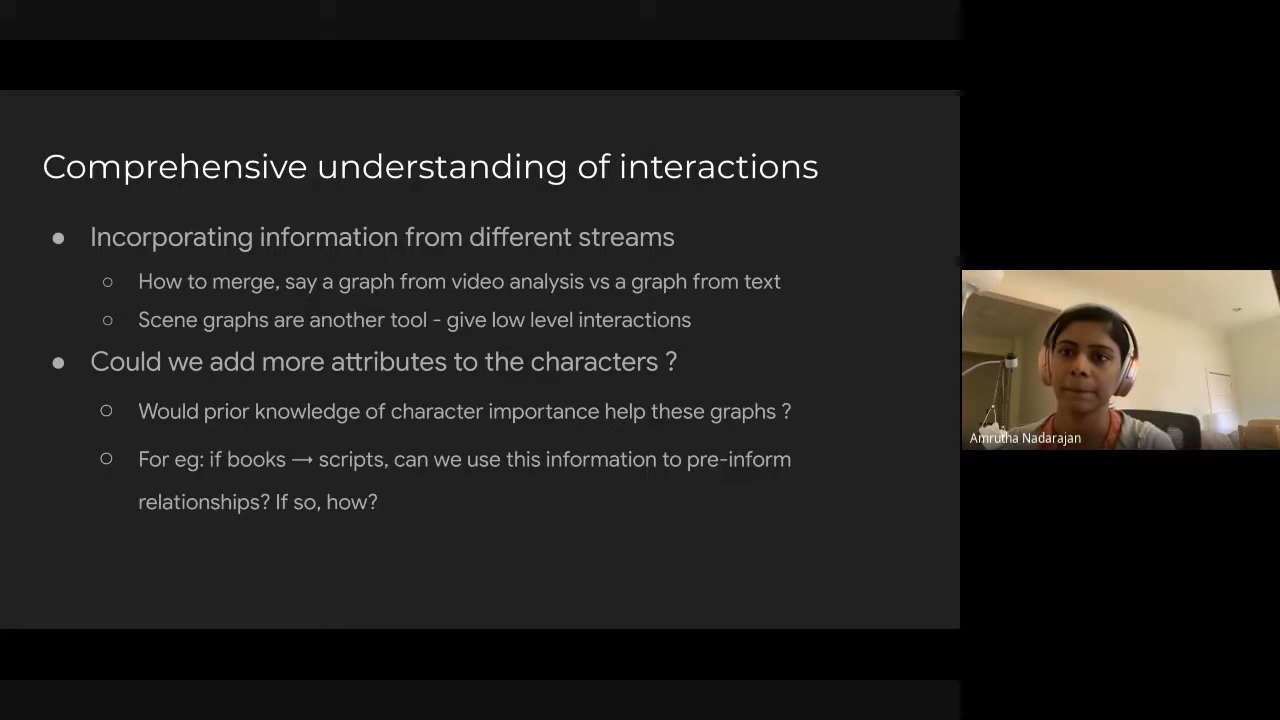 Comprehensive understanding of interactions
● Incorporating information from different streams
○ How to merge, say a graph from video analysis vs a graph from text
○ Scene graphs are another tool - give low level interactions
● Could we add more attributes to the characters ?
○ Would prior knowledge of character importance help these graphs ?
○ For eg: if books → scripts, can we use this information to pre-inform
relationships? If so, how?
Amrutha Nadarajan